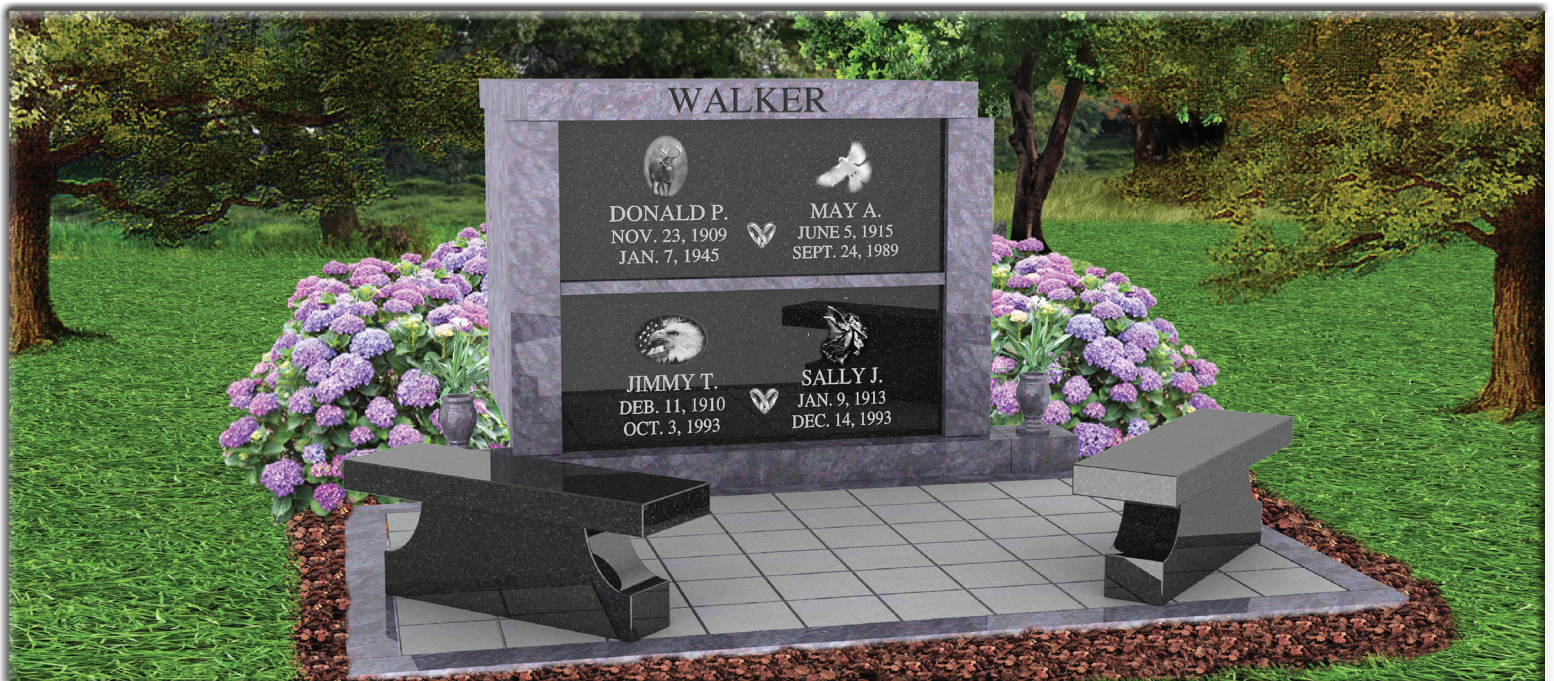 WALKER
DONALD P.
NOV. 23, 1909
JAN. 7, 1945
MAY A.
JUNE 5, 1915
SEPT. 24, 1989
JIMMY T.
DEB. 11, 1910
OCT. 3, 1993
SALLY J.
JAN. 9, 1913
DEC. 14, 1993